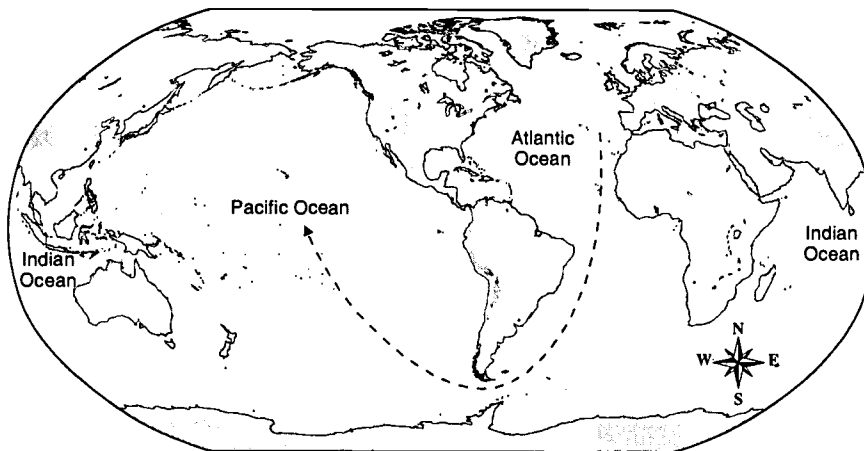 Atlantic
Ocean
Pacific Ocean
Indian
Ocean
Indian
Ocean
N
W
E
S